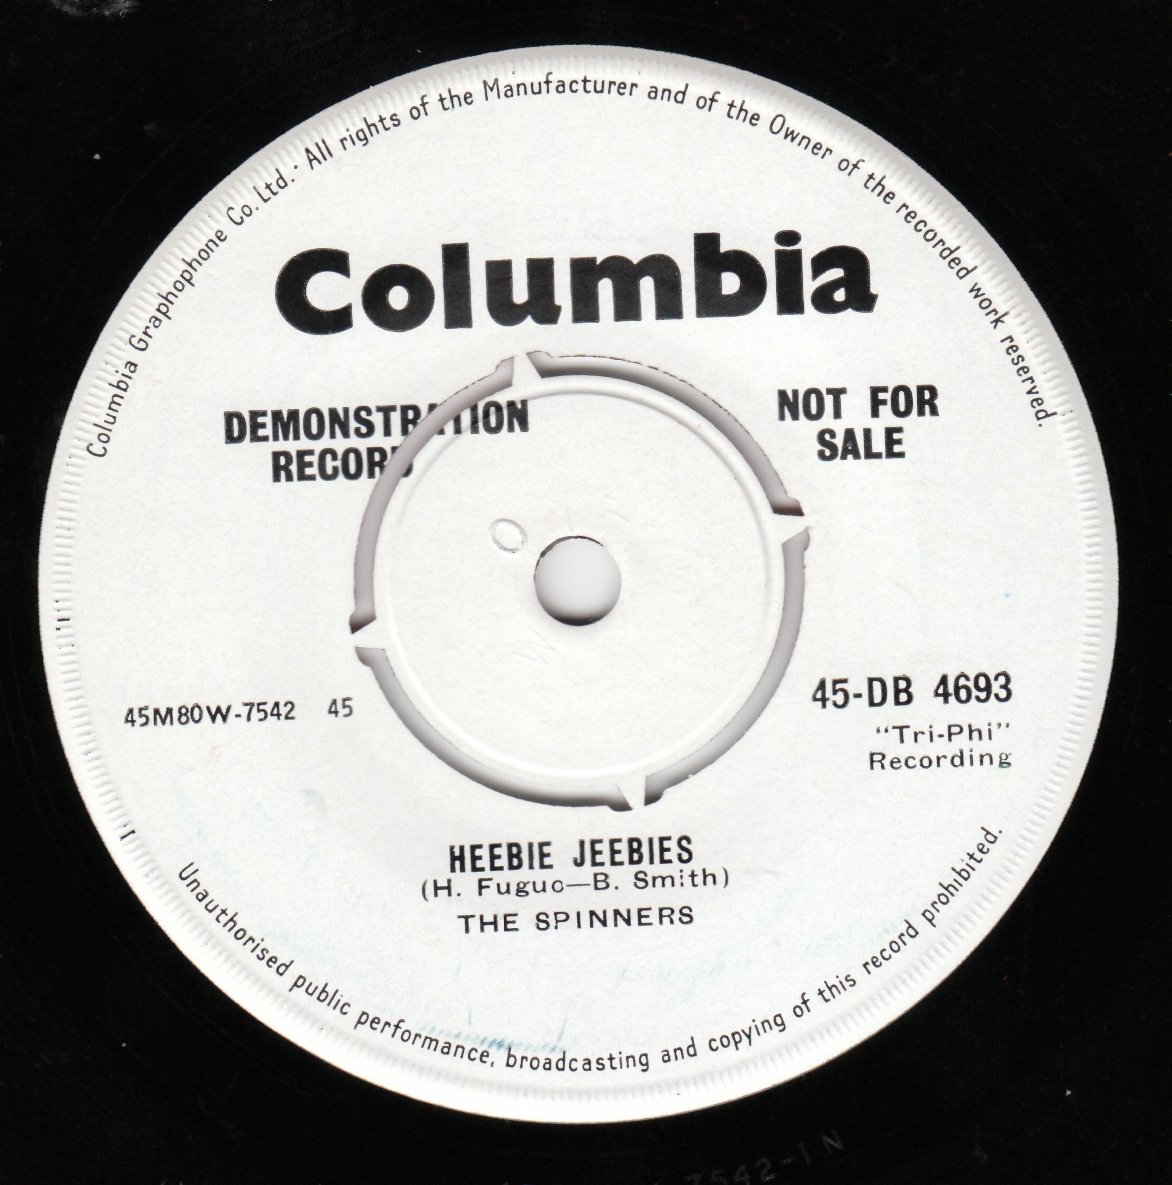 Columbia Graphophone Co. Ltd. · All rights of the Manufacturer and of the Owner of the recorded work reserved.
Columbia
DEMONSTRATION
RECORD
NOT FOR
SALE
45M80W-7542 45
45-DB 4693
"Tri-Phi"
Recording
HEEBIE JEEBIES
(H. Fuguo—B. Smith)
THE SPINNERS
Unauthorised public performance, broadcasting and copying of this record prohibited.
7542-1N